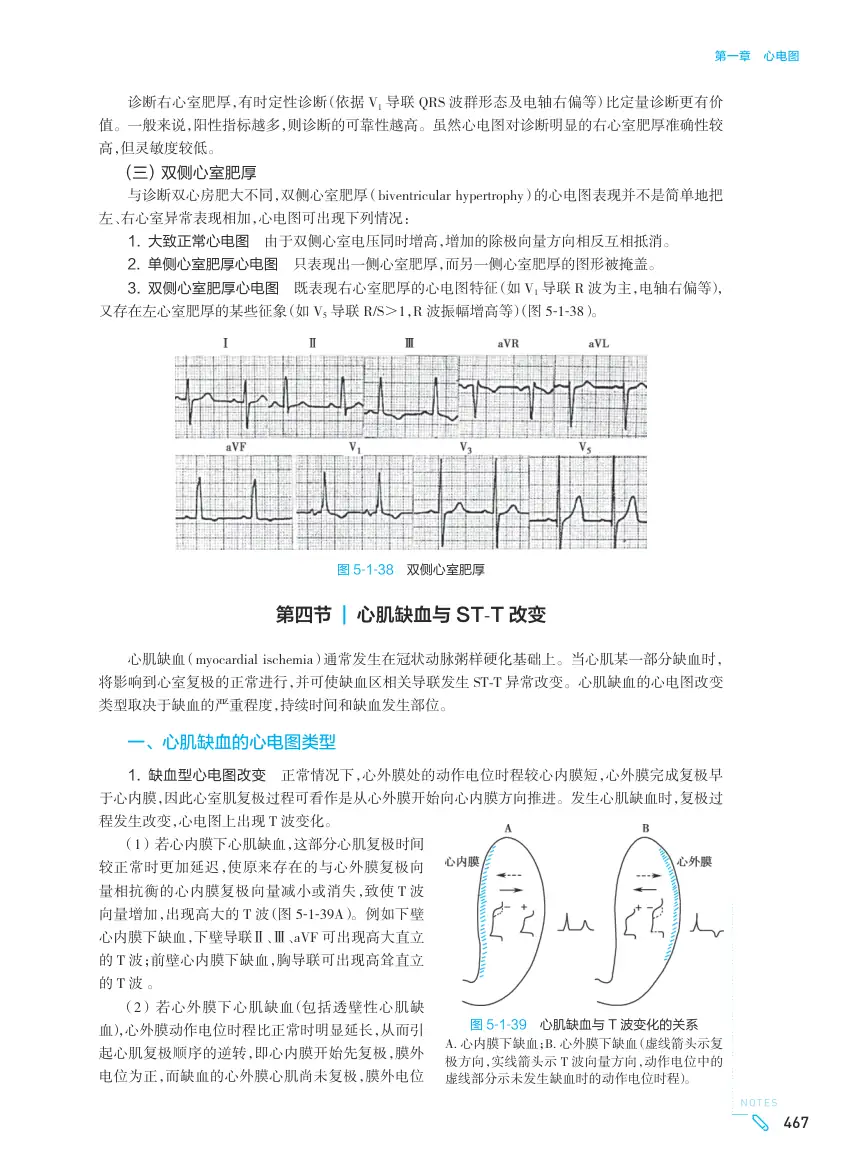 第一章 心电图
诊断右心室肥厚,有时定性诊断(依据 V1 导联 QRS 波群形态及电轴右偏等)比定量诊断更有价
值。一般来说,阳性指标越多,则诊断的可靠性越高。虽然心电图对诊断明显的右心室肥厚准确性较
高,但灵敏度较低。
(三) 双侧心室肥厚
与诊断双心房肥大不同,双侧心室肥厚(biventricular hypertrophy)的心电图表现并不是简单地把
左、右心室异常表现相加,心电图可出现下列情况:
1. 大致正常心电图 由于双侧心室电压同时增高,增加的除极向量方向相反互相抵消。
2. 单侧心室肥厚心电图 只表现出一侧心室肥厚,而另一侧心室肥厚的图形被掩盖。
3. 双侧心室肥厚心电图 既表现右心室肥厚的心电图特征(如 V1 导联 R 波为主,电轴右偏等),
又存在左心室肥厚的某些征象(如 V5 导联 R/S>1,R 波振幅增高等)(图 5-1-38)。
Ⅰ Ⅱ Ⅲ aVR aVL
aVF V1 V3 V5
图 5-1-38 双侧心室肥厚
第四节 | 心肌缺血与 ST-T 改变
心肌缺血(myocardial ischemia)通常发生在冠状动脉粥样硬化基础上。当心肌某一部分缺血时,
将影响到心室复极的正常进行,并可使缺血区相关导联发生 ST-T 异常改变。心肌缺血的心电图改变
类型取决于缺血的严重程度,持续时间和缺血发生部位。
一、心肌缺血的心电图类型
1. 缺血型心电图改变 正常情况下,心外膜处的动作电位时程较心内膜短,心外膜完成复极早
于心内膜,因此心室肌复极过程可看作是从心外膜开始向心内膜方向推进。发生心肌缺血时,复极过
程发生改变,心电图上出现 T 波变化。
(1)若心内膜下心肌缺血,这部分心肌复极时间
较正常时更加延迟,使原来存在的与心外膜复极向
量相抗衡的心内膜复极向量减小或消失,致使 T 波
向量增加,出现高大的 T 波(图 5-1-39A)。例如下壁
心内膜下缺血,下壁导联Ⅱ、Ⅲ、aVF 可出现高大直立
的 T 波;前壁心内膜下缺血,胸导联可出现高耸直立
的 T 波 。
(2)若心外膜下心肌缺血(包括透壁性心肌缺
血),心外膜动作电位时程比正常时明显延长,从而引
起心肌复极顺序的逆转,即心内膜开始先复极,膜外
电位为正,而缺血的心外膜心肌尚未复极,膜外电位
A B
心内膜 心外膜
- + + -
图 5-1-39 心肌缺血与 T 波变化的关系
A. 心内膜下缺血;B. 心外膜下缺血(虚线箭头示复
极方向,实线箭头示 T 波向量方向,动作电位中的
虚线部分示未发生缺血时的动作电位时程)。
NOTES
467